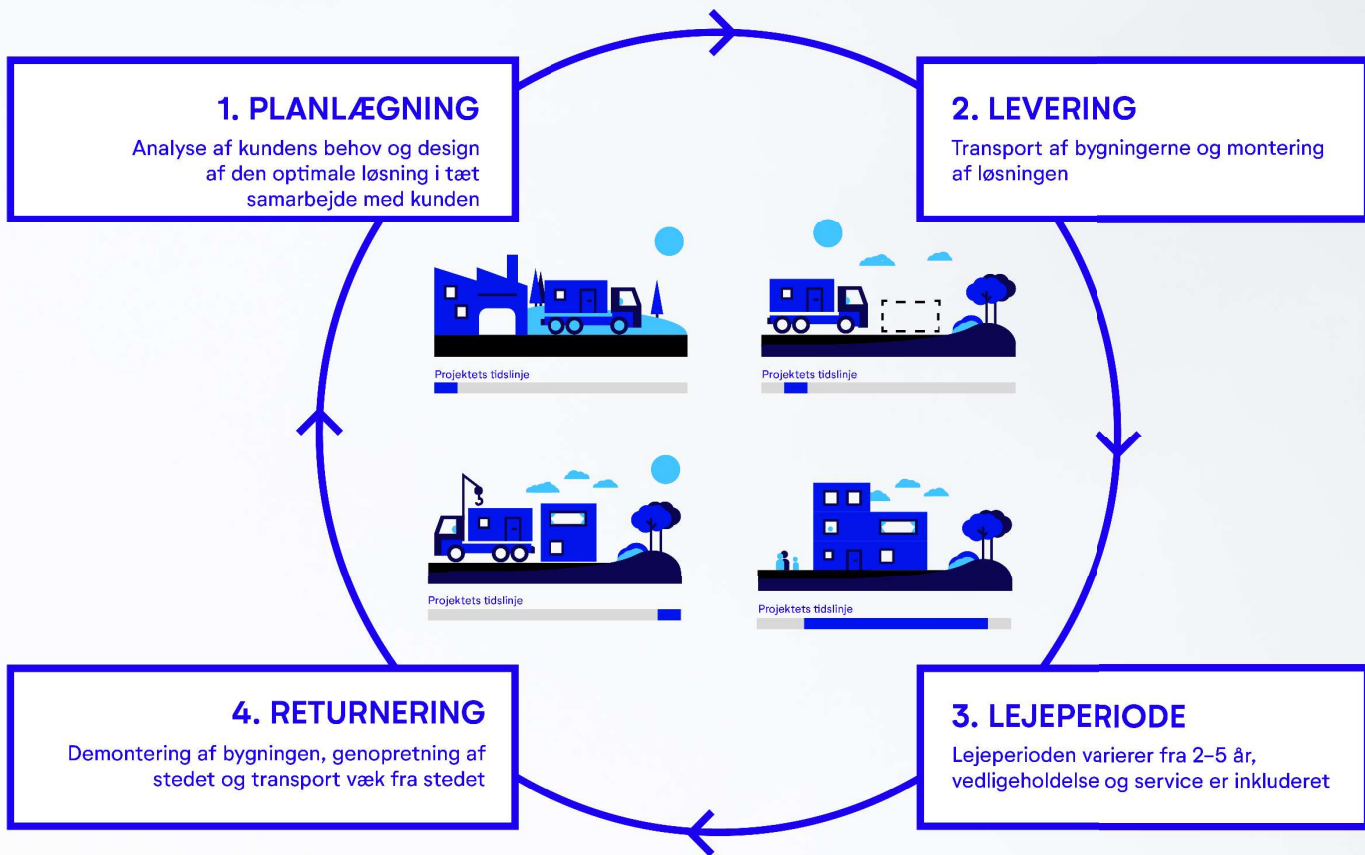 1. PLANLÆGNING
Analyse af kundens behov og design
af den optimale løsning i tæt
samarbejde med kunden
2. LEVERING
Transport af bygningerne og montering
af løsningen
Projektets tidslinje
Projektets tidslinje
Projektets tidslinje
Projektets tidslinje
4. RETURNERING
Demontering af bygningen, genopretning af
stedet og transport væk fra stedet
3. LEJEPERIODE
Lejeperioden varierer fra 2–5 år,
vedligeholdelse og service er inkluderet